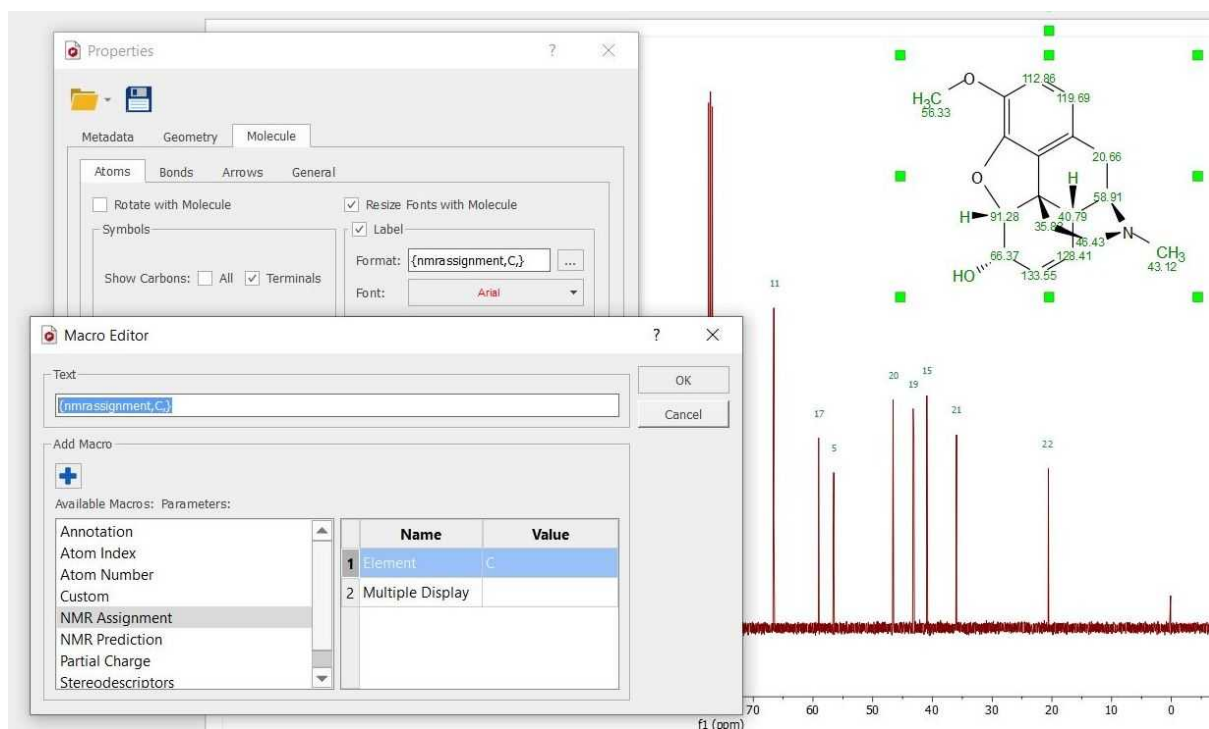 Properties
?
×
Metadata Geometry Molecule
Atoms Bonds Arrows General
Rotate with Molecule
Resize Fonts with Molecule
Symbols
Label
Show Carbons: All Terminals
Format: {nmrassignment,C,} ...
Font: Arial
Macro Editor
?
×
Text
{nmrassignment,C,}
OK
Cancel
Add Macro
Available Macros: Parameters:
Annotation
Atom Index
Atom Number
Custom
NMR Assignment
NMR Prediction
Partial Charge
Stereodescriptors
Name Value
1 Element C
2 Multiple Display
O
112.86
H3C
56.33
119.69
20.66
O
H
58.91
H
91.28
40.79
46.43
N
66.37
128.41
CH3
43.12
HO
133.55
11
20
19
15
17
5
21
22
70 60 50 40 30 20 10 0
f1 (ppm)